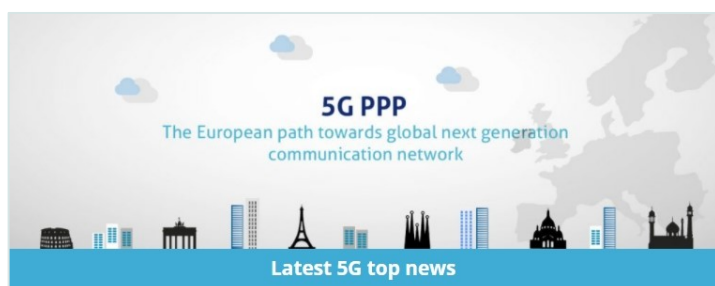 5G PPP
The European path towards global next generation
communication network
Latest 5G top news